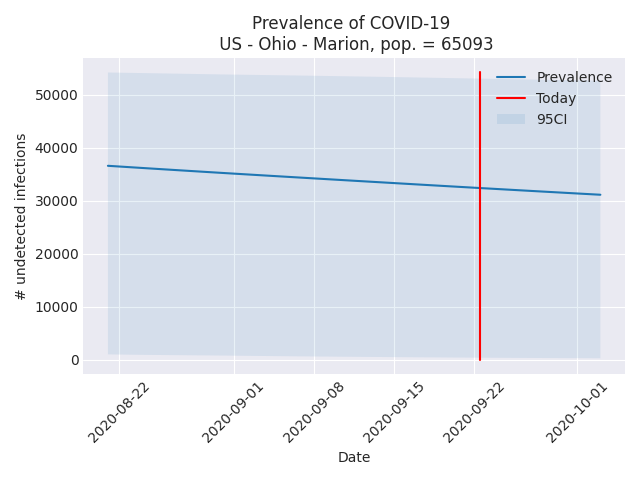 Prevalence of COVID-19
US - Ohio - Marion, pop. = 65093
Prevalence
Today
95CI
# undetected infections
50000
40000
30000
20000
10000
0
2020-08-22
2020-09-01
2020-09-08
2020-09-15
2020-09-22
2020-10-01
Date